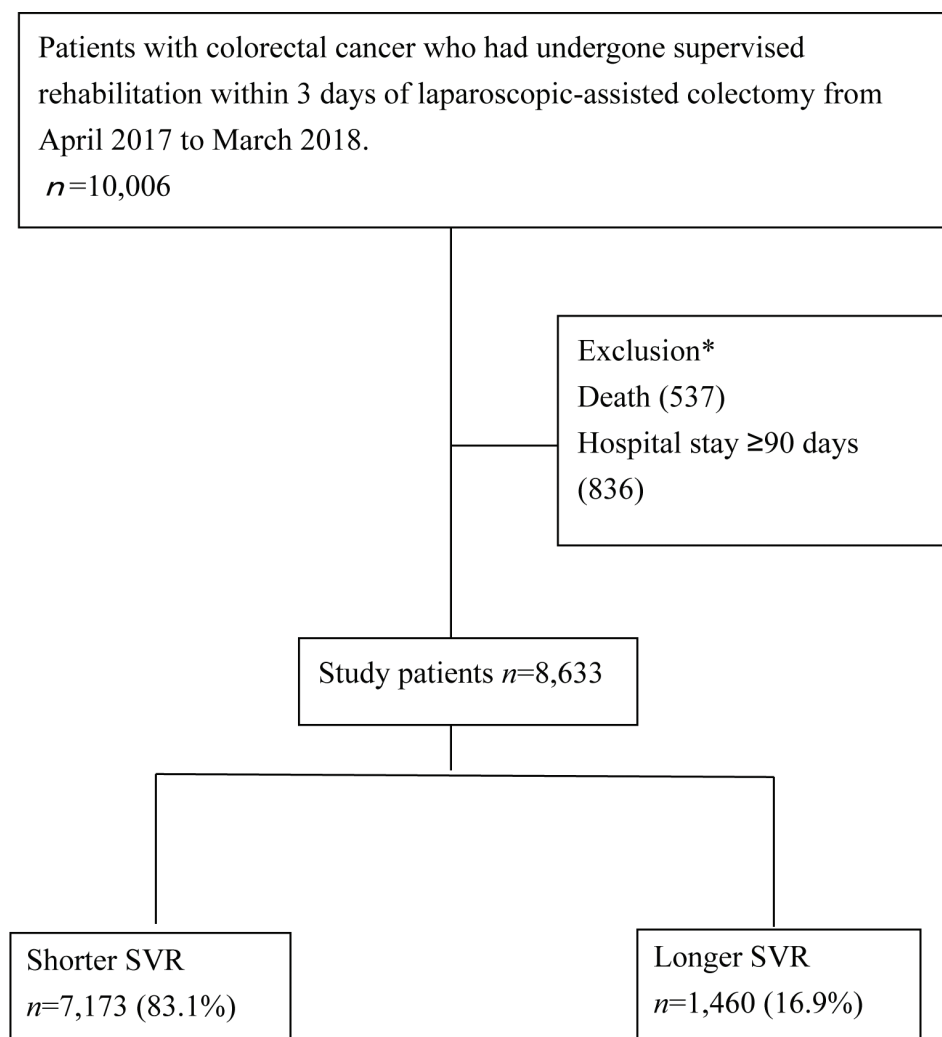 Patients with colorectal cancer who had undergone supervised
rehabilitation within 3 days of laparoscopic-assisted colectomy from
April 2017 to March 2018.
n=10,006
Exclusion*
Death (537)
Hospital stay ≥90 days
(836)
Study patients n=8,633
Shorter SVR
n=7,173 (83.1%)
Longer SVR
n=1,460 (16.9%)